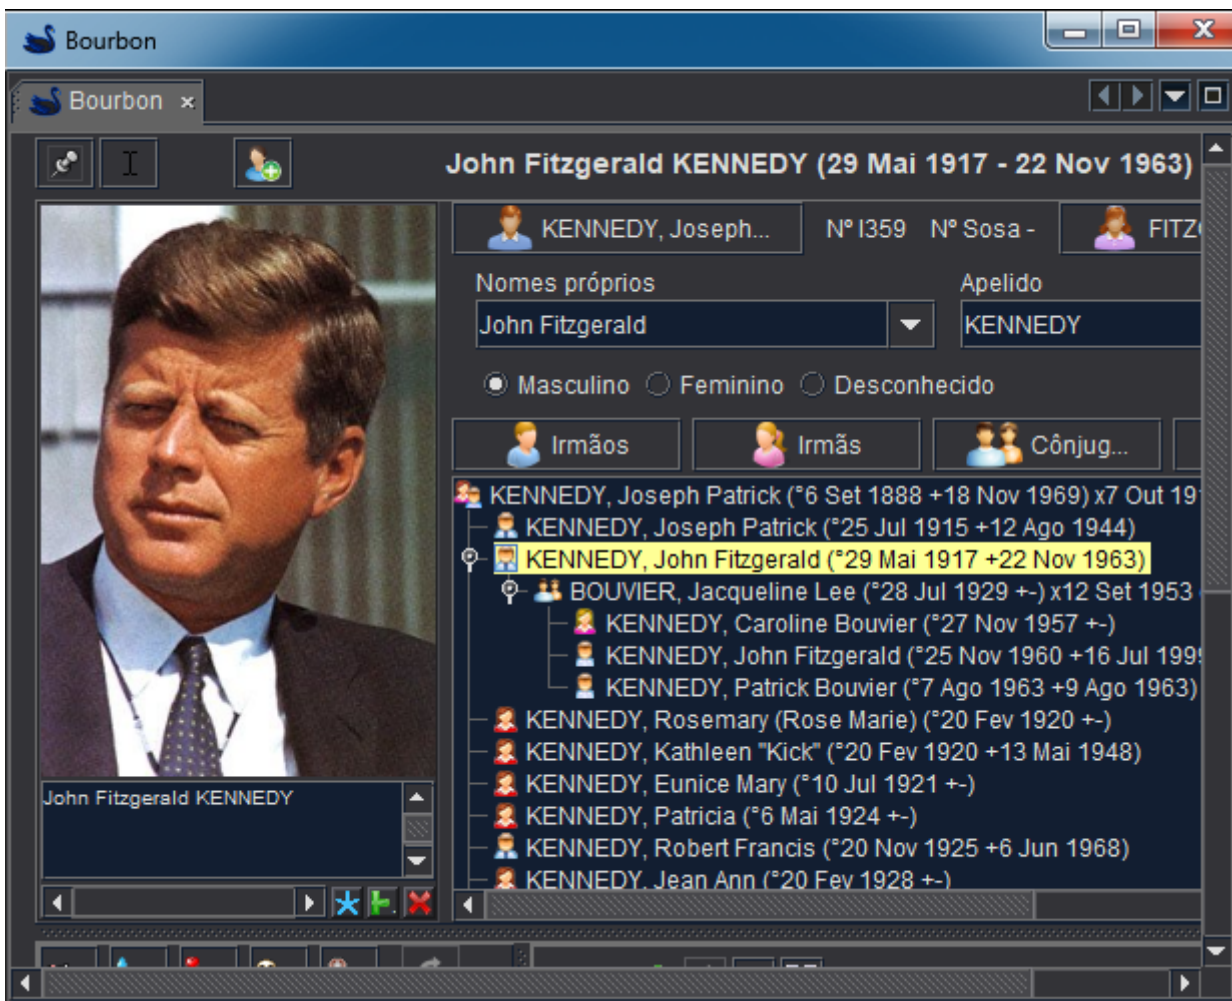 Bourbon
Bourbon
John Fitzgerald KENNEDY (29 Mai 1917 - 22 Nov 1963)
KENNEDY, Joseph... Nº I359 Nº Sosa - FITZ
Nomes próprios Apelido
John Fitzgerald KENNEDY
Masculino Feminino Desconhecido
Irmãos Irmãs Cônjug...
KENNEDY, Joseph Patrick (°6 Set 1888 +18 Nov 1969) x7 Out 19
KENNEDY, Joseph Patrick (°25 Jul 1915 +12 Ago 1944)
KENNEDY, John Fitzgerald (°29 Mai 1917 +22 Nov 1963)
BOUVIER, Jacqueline Lee (°28 Jul 1929 +-) x12 Set 1953
KENNEDY, Caroline Bouvier (°27 Nov 1957 +-)
KENNEDY, John Fitzgerald (°25 Nov 1960 +16 Jul 199
KENNEDY, Patrick Bouvier (°7 Ago 1963 +9 Ago 1963)
KENNEDY, Rosemary (Rose Marie) (°20 Fev 1920 +-)
KENNEDY, Kathleen "Kick" (°20 Fev 1920 +13 Mai 1948)
KENNEDY, Eunice Mary (°10 Jul 1921 +-)
KENNEDY, Patricia (°6 Mai 1924 +-)
KENNEDY, Robert Francis (°20 Nov 1925 +6 Jun 1968)
KENNEDY, Jean Ann (°20 Fev 1928 +-)
John Fitzgerald KENNEDY